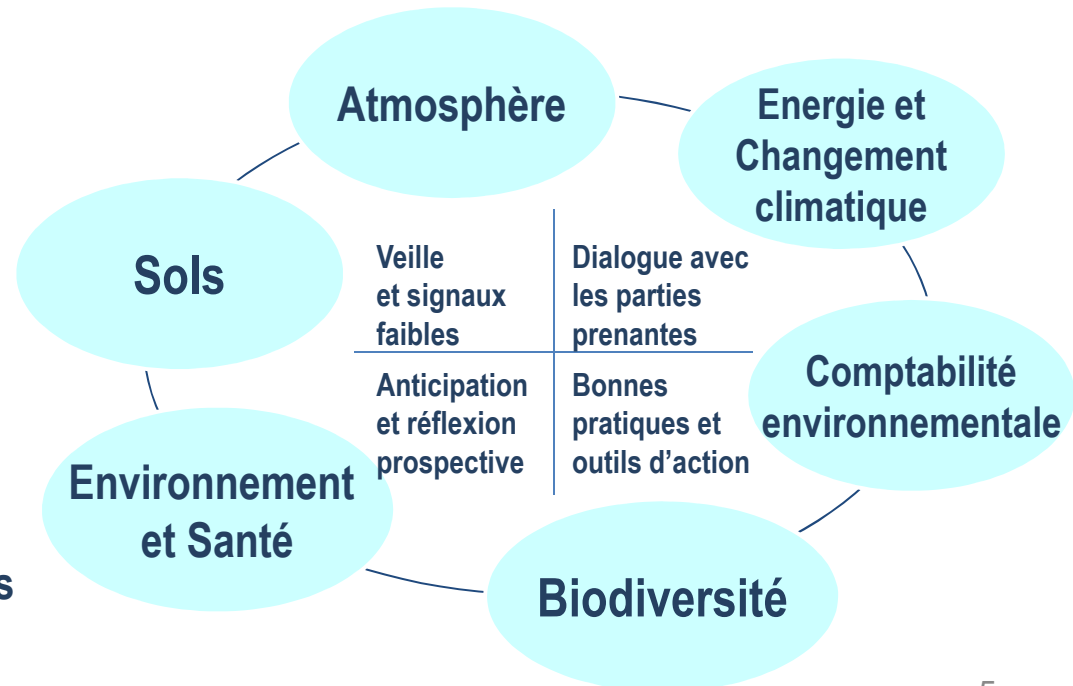 Atmosphère
Energie et
Changement
climatique
Sols
Veille
et signaux
faibles
Dialogue avec
les parties
prenantes
Anticipation
et réflexion
prospective
Bonnes
pratiques et
outils d’action
Comptabilité
environnementale
Environnement
et Santé
Biodiversité
s